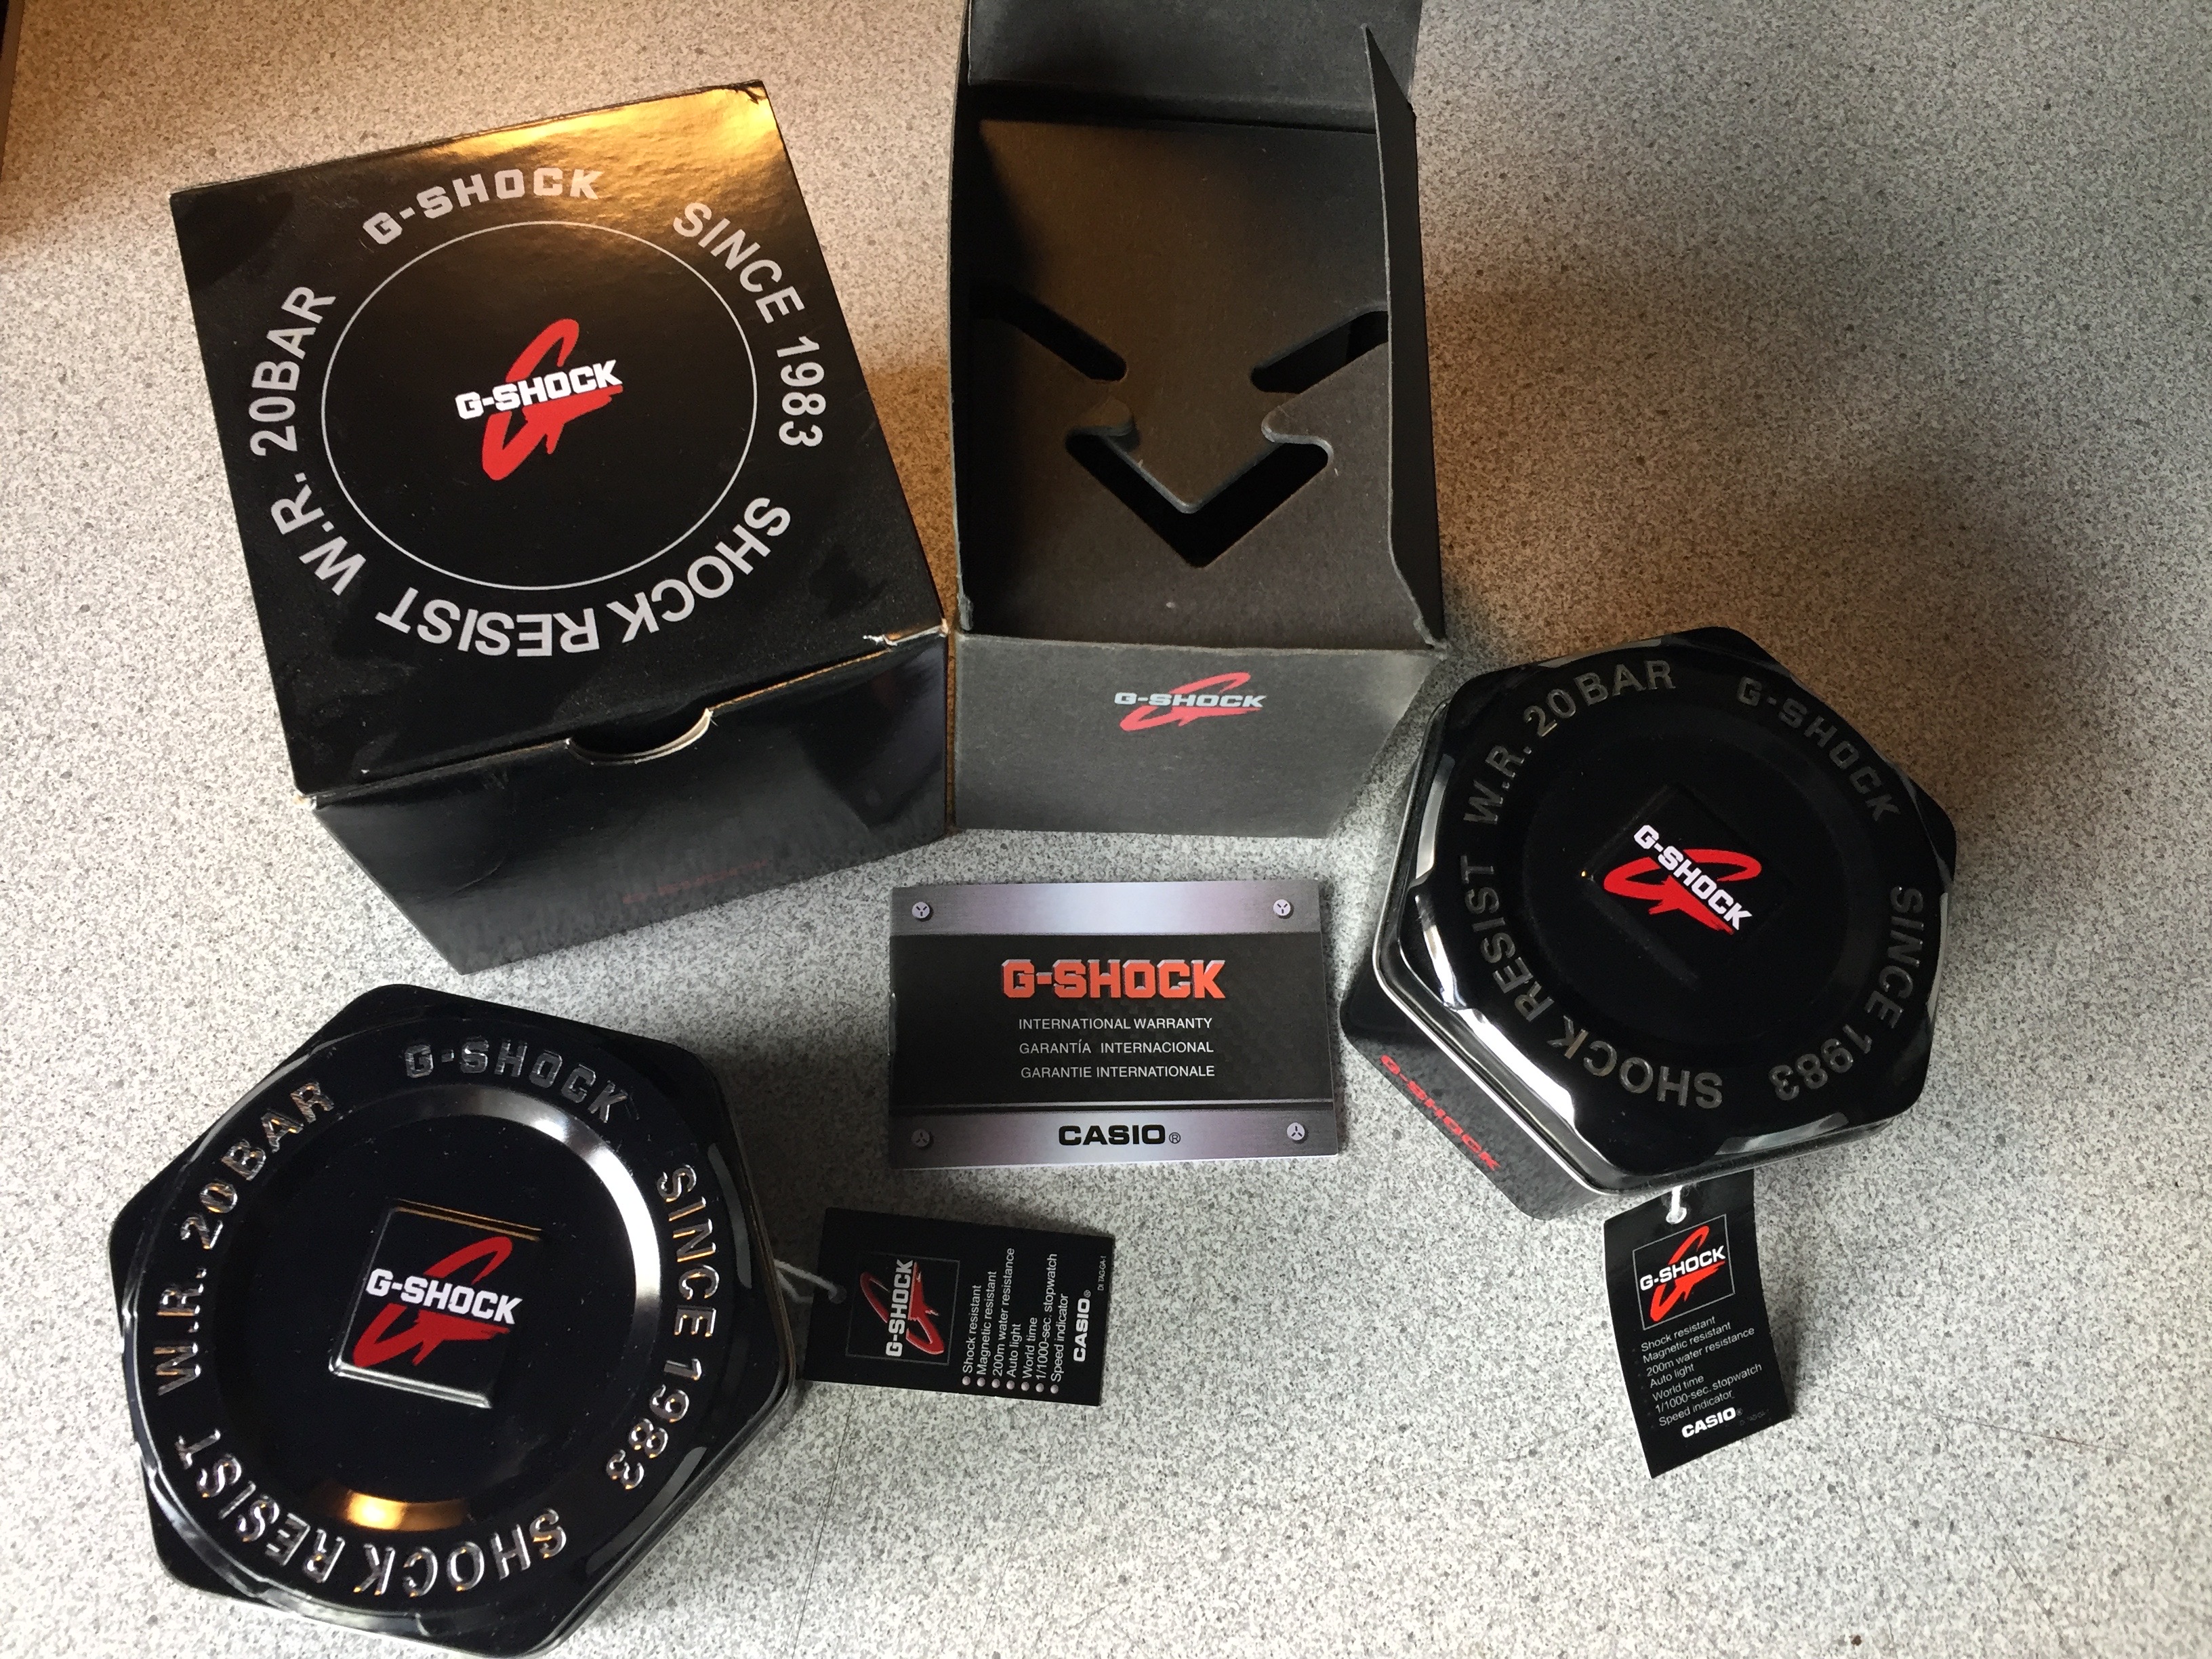 G-SHOCK
Shock resistant
Magnetic resistant
200m water resistance
Auto light
World time
1/1000-sec. stopwatch
Speed indicator
CASIO®
G-SHOCK
Shock resistant
Magnetic resistant
200m water resistance
Auto light
World time
1/1000-sec. stopwatch
Speed indicator
CASIO®
SHOCK RESIST W.R. 20BAR
G-SHOCK
SINCE 1983
G-SHOCK
G-SHOCK
SHOCK RESIST W.R. 20BAR
G-SHOCK
SINCE 1983
G-SHOCK
G-SHOCK
INTERNATIONAL WARRANTY
GARANTÍA INTERNACIONAL
GARANTIE INTERNATIONALE
CASIO®
G-SHOCK
SHOCK RESIST W.R. 20BAR
G-SHOCK
SINCE 1983
G-SHOCK